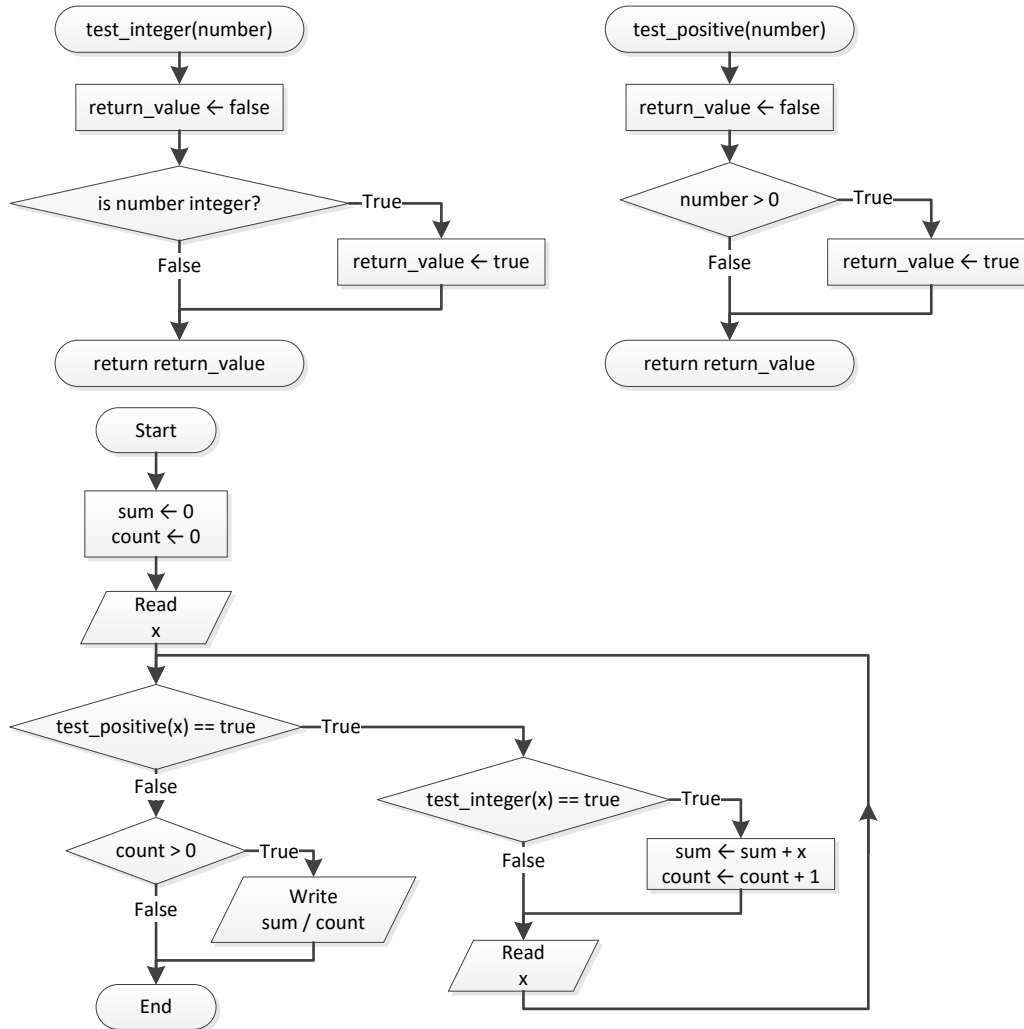 test_integer(number)
return_value ← false
is number integer?
True
return_value ← true
False
return return_value
test_positive(number)
return_value ← false
number > 0
True
return_value ← true
False
return return_value
Start
sum ← 0
count ← 0
Read
x
test_positive(x) == true
True
False
test_integer(x) == true
True
sum ← sum + x
count ← count + 1
False
Read
x
count > 0
True
Write
sum / count
False
End